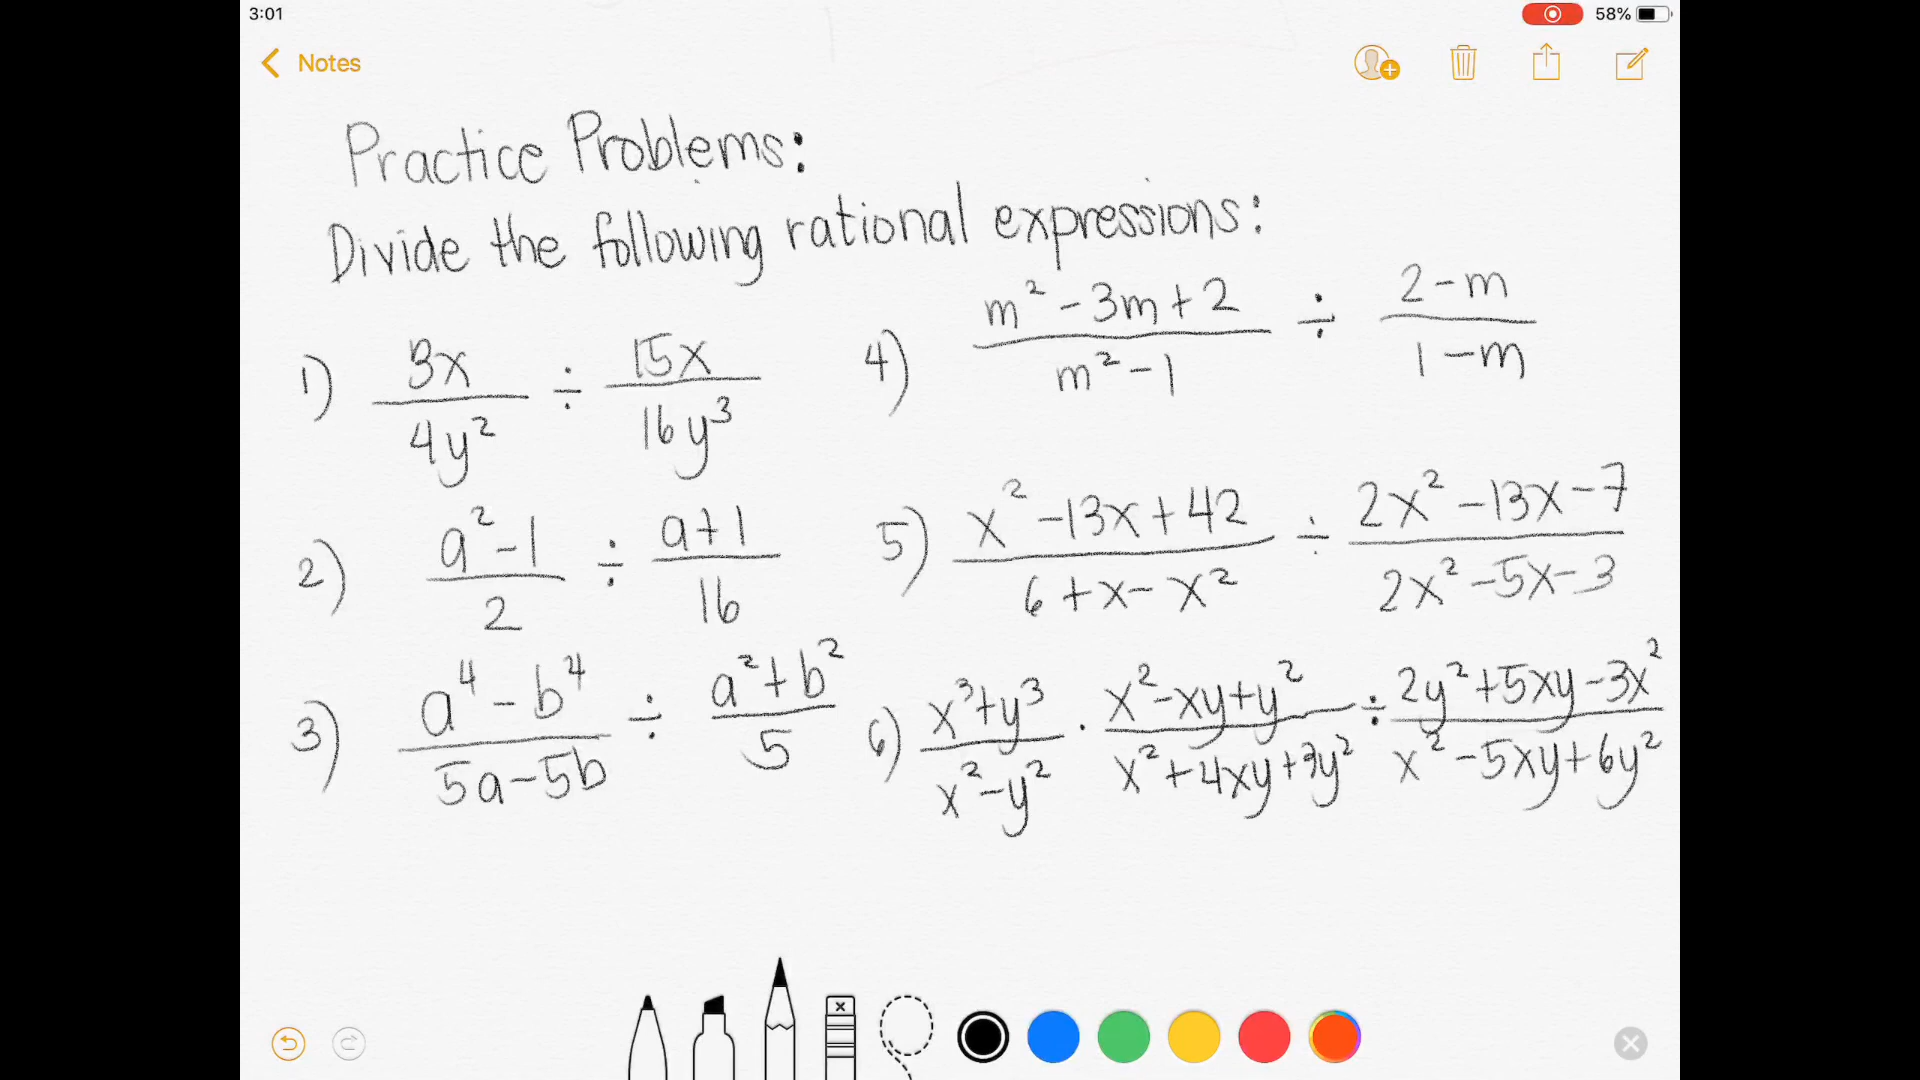 3:01
58%
Notes
Practice Problems:
Divide the following rational expressions:
1) 3x/4y² ÷ 15x/16y³
2) a²-1/2 ÷ a+1/16
3) a⁴-b⁴/5a-5b ÷ a²+b²/5
4) m²-3m+2/m²-1 ÷ 2-m/1-m
5) x²-13x+42/6+x-x² ÷ 2x²-13x-7/2x²-5x-3
6) x³+y³/x²-y² · x²-xy+y²/x²+4xy+3y² ÷ 2y²+5xy-3x²/x²-5xy+6y²